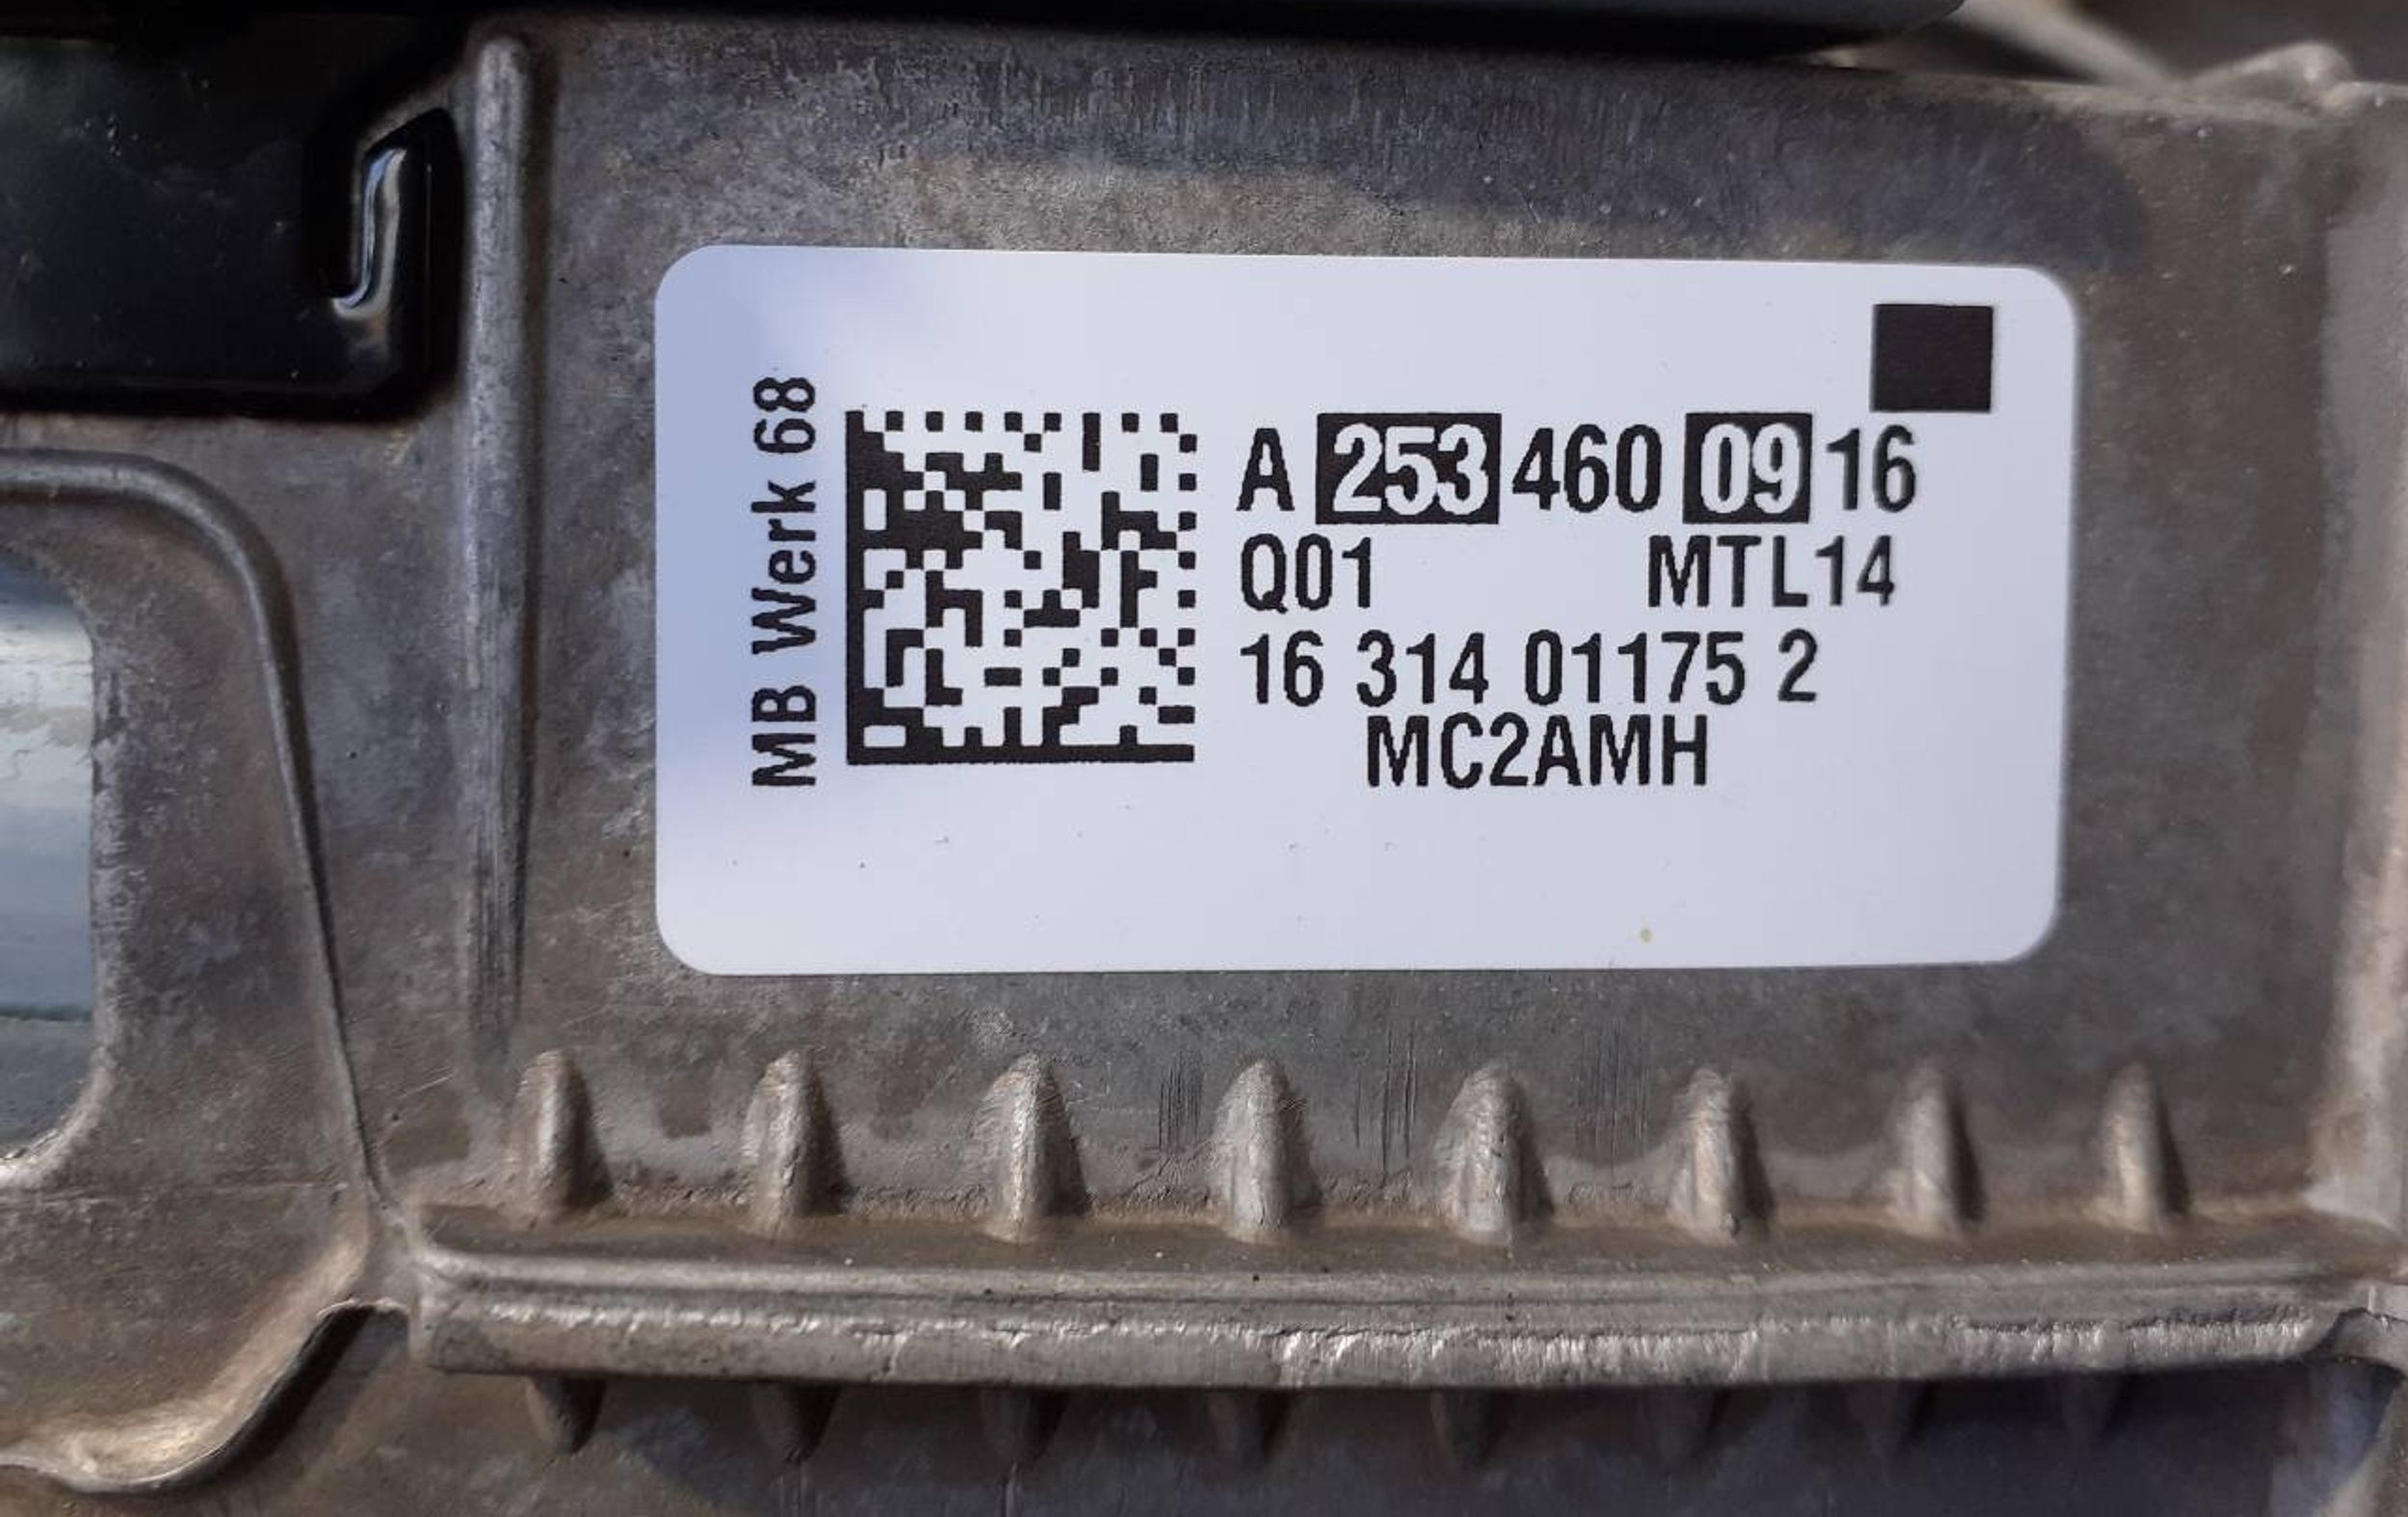 MB Werk 68
A 253 460 09 16
Q01 MTL14
16 314 01175 2
MC2AMH